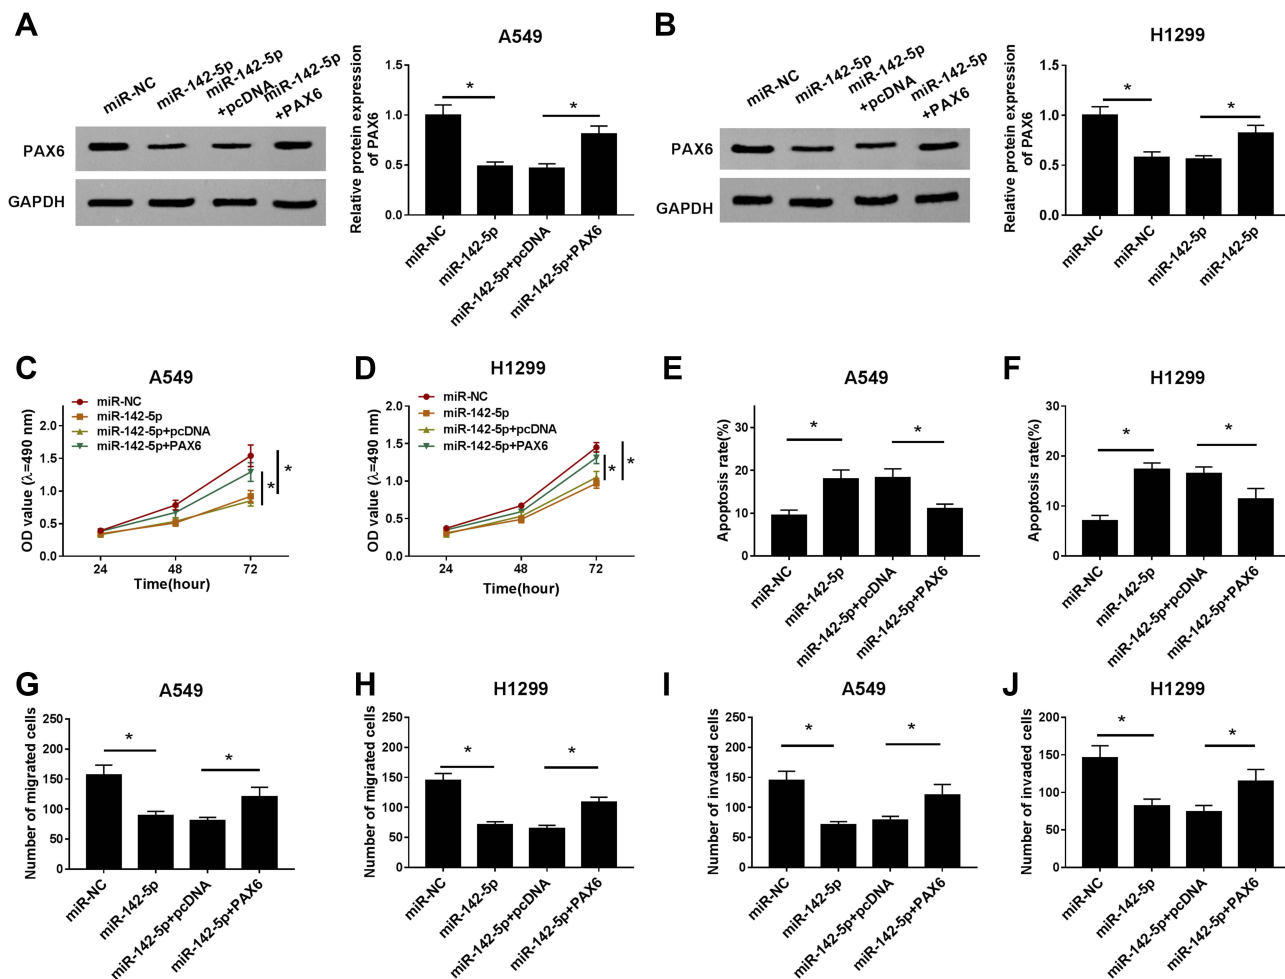 A
miR-NC
miR-142-5p
miR-142-5p
+pcDNA
miR-142-5p
+PAX6
PAX6
GAPDH
A549
Relative protein expression
of PAX6
1.5
1.0
0.5
0.0
*
*
miR-NC
miR-142-5p
miR-142-5p+pcDNA
miR-142-5p+PAX6
B
miR-NC
miR-142-5p
miR-142-5p
+pcDNA
miR-142-5p
+PAX6
PAX6
GAPDH
H1299
Relative protein expression
of PAX6
1.5
1.0
0.5
0.0
*
*
miR-NC
miR-NC
miR-142-5p
miR-142-5p
C
A549
miR-NC
miR-142-5p
miR-142-5p+pcDNA
miR-142-5p+PAX6
OD value (λ=490 nm)
2.0
1.5
1.0
0.5
0.0
*
*
24
48
72
Time(hour)
D
H1299
miR-NC
miR-142-5p
miR-142-5p+pcDNA
miR-142-5p+PAX6
OD value (λ=490 nm)
2.0
1.5
1.0
0.5
0.0
*
*
24
48
72
Time(hour)
E
A549
Apoptosis rate(%)
30
20
10
0
*
*
miR-NC
miR-142-5p
miR-142-5p+pcDNA
miR-142-5p+PAX6
F
H1299
Apoptosis rate(%)
30
20
10
0
*
*
miR-NC
miR-142-5p
miR-142-5p+pcDNA
miR-142-5p+PAX6
G
A549
Number of migrated cells
250
200
150
100
50
0
*
*
miR-NC
miR-142-5p
miR-142-5p+pcDNA
miR-142-5p+PAX6
H
H1299
Number of migrated cells
250
200
150
100
50
0
*
*
miR-NC
miR-142-5p
miR-142-5p+pcDNA
miR-142-5p+PAX6
I
A549
Number of invaded cells
250
200
150
100
50
0
*
*
miR-NC
miR-142-5p
miR-142-5p+pcDNA
miR-142-5p+PAX6
J
H1299
Number of invaded cells
200
150
100
50
0
*
*
miR-NC
miR-142-5p
miR-142-5p+pcDNA
miR-142-5p+PAX6